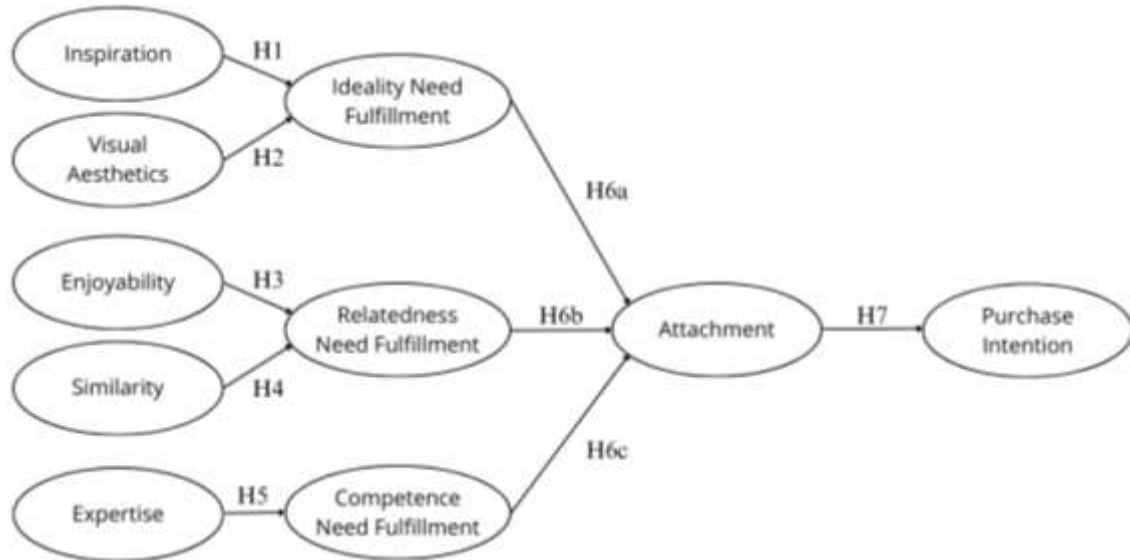 Inspiration
H1
Ideality Need
Fulfillment
Visual
Aesthetics
H2
H6a
Enjoyability
H3
Relatedness
Need Fulfillment
H6b
Attachment
H7
Purchase
Intention
Similarity
H4
H6c
Expertise
H5
Competence
Need Fulfillment